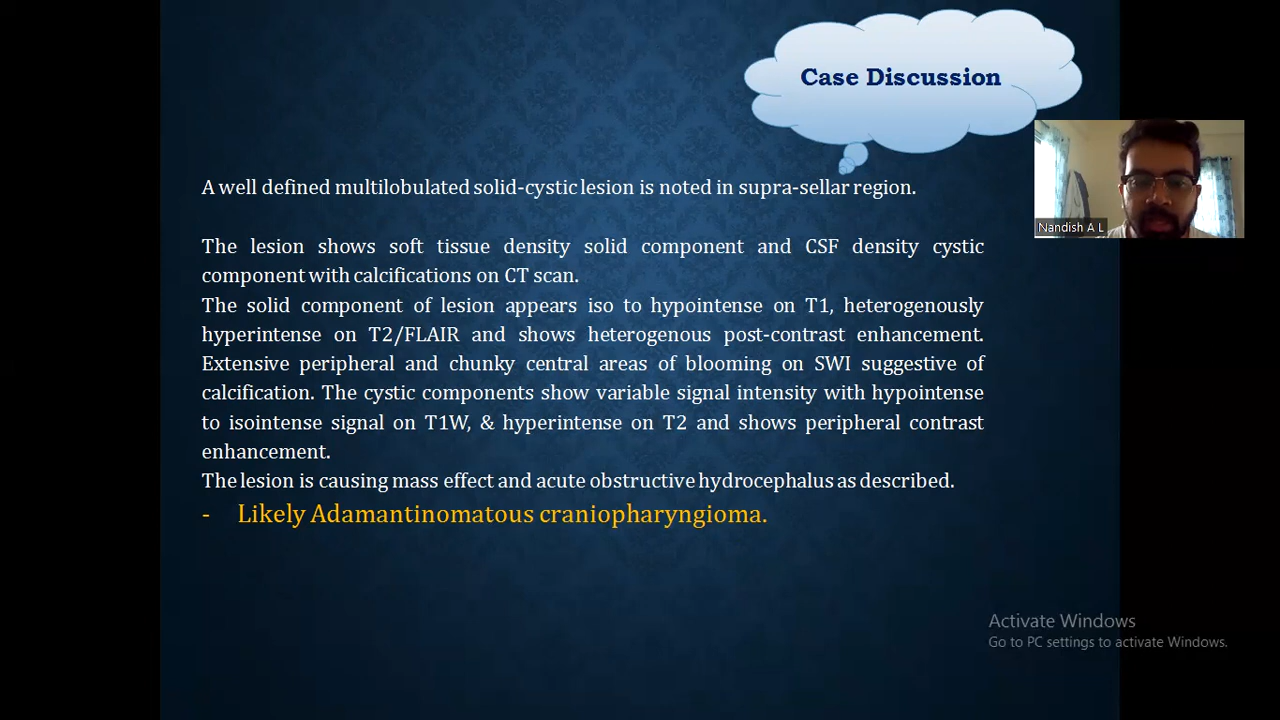 Case Discussion
A well defined multilobulated solid-cystic lesion is noted in supra-sellar region.
Nandish A L
The lesion shows soft tissue density solid component and CSF density cystic
component with calcifications on CT scan.
The solid component of lesion appears iso to hypointense on T1, heterogenously
hyperintense on T2/FLAIR and shows heterogenous post-contrast enhancement.
Extensive peripheral and chunky central areas of blooming on SWI suggestive of
calcification. The cystic components show variable signal intensity with hypointense
to isointense signal on T1W, & hyperintense on T2 and shows peripheral contrast
enhancement.
The lesion is causing mass effect and acute obstructive hydrocephalus as described.
- Likely Adamantinomatous craniopharyngioma.
Activate Windows
Go to PC settings to activate Windows.